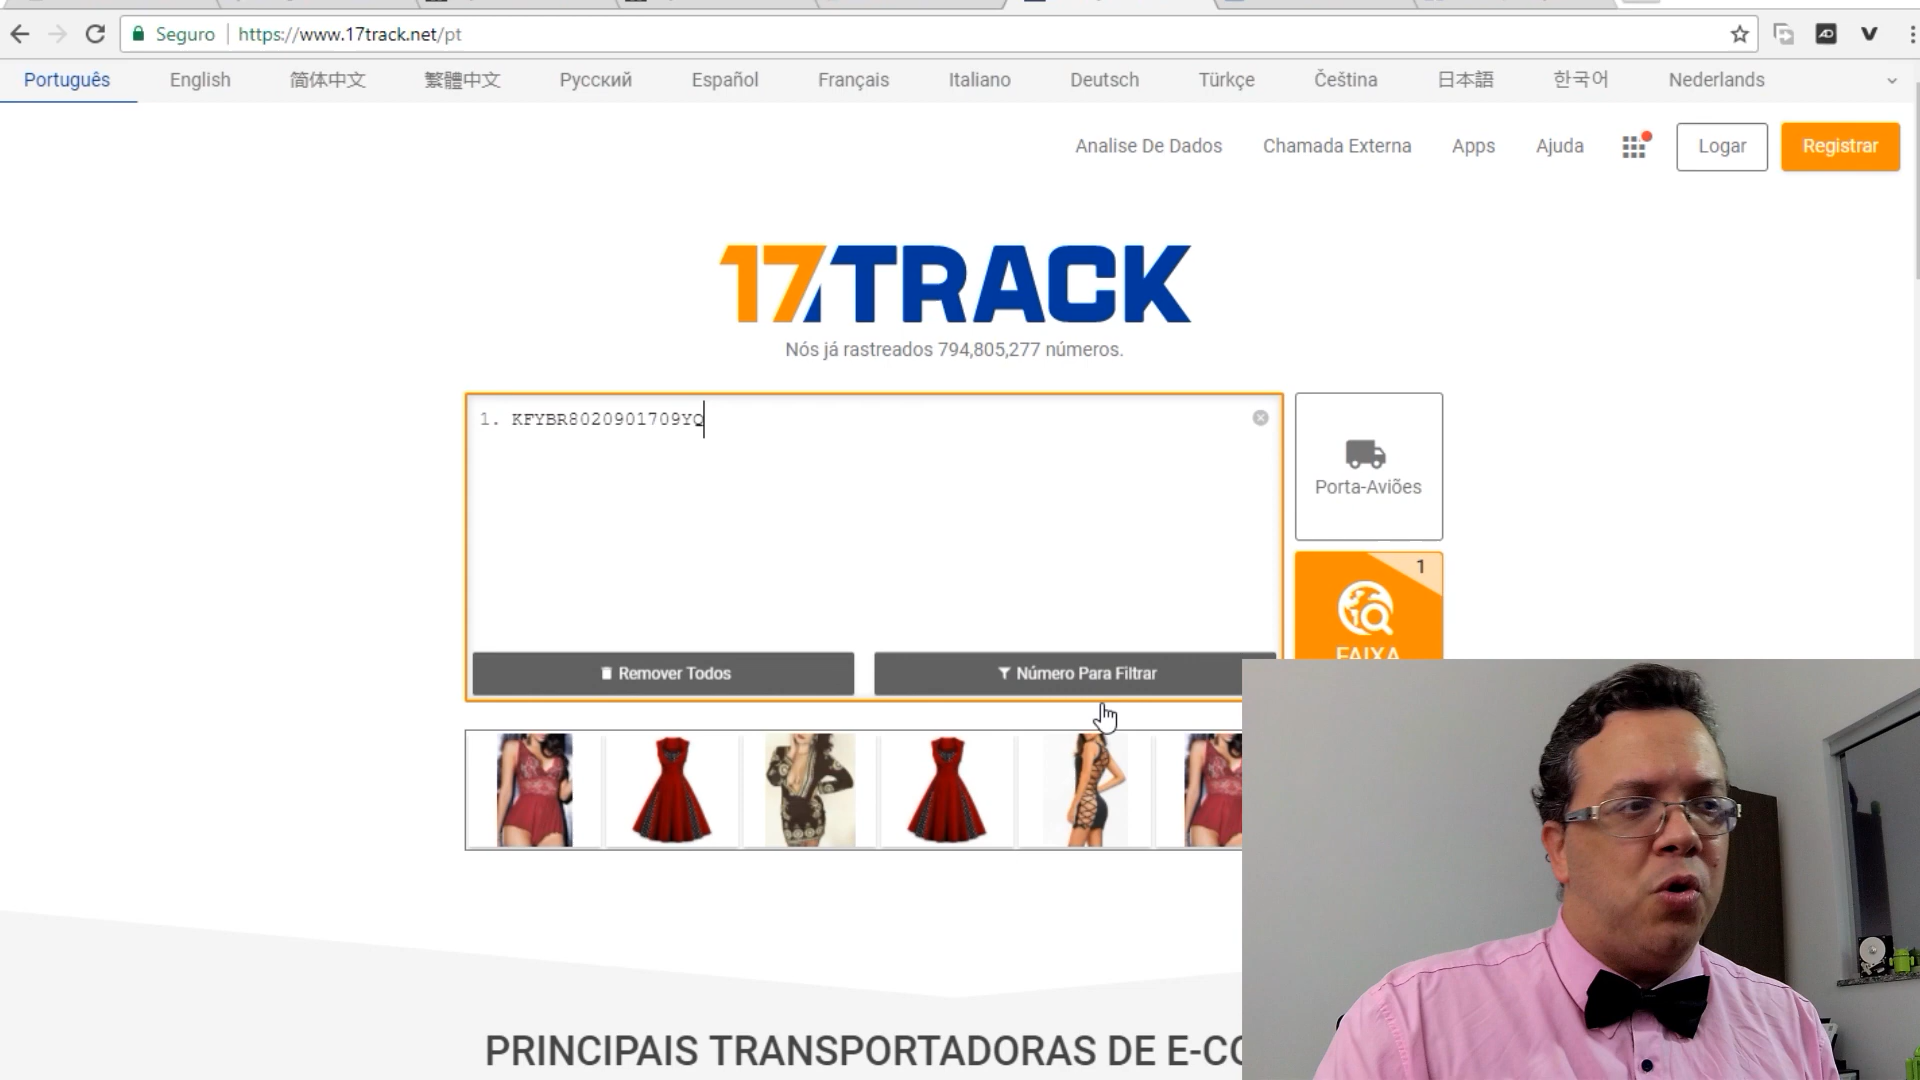 Seguro https://www.17track.net/pt
Português English 简体中文 繁體中文 Русский Español Français Italiano Deutsch Türkçe Čeština 日本語 한국어 Nederlands
Analise De Dados Chamada Externa Apps Ajuda Logar Registrar
17TRACK
Nós já rastreados 794,805,277 números.
1. KFYBR8020901709YQ
Porta-Aviões
1
FAIXA
Remover Todos Número Para Filtrar
PRINCIPAIS TRANSPORTADORAS DE